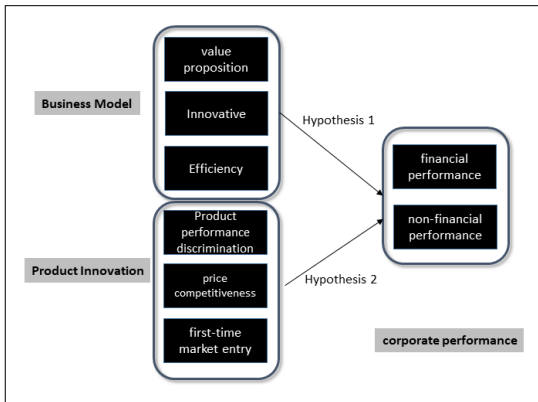 value
proposition
Business Model
Innovative
Hypothesis 1
Efficiency
financial
performance
Product
performance
discrimination
non-financial
performance
Product Innovation
price
competitiveness
Hypothesis 2
first-time
market entry
corporate performance